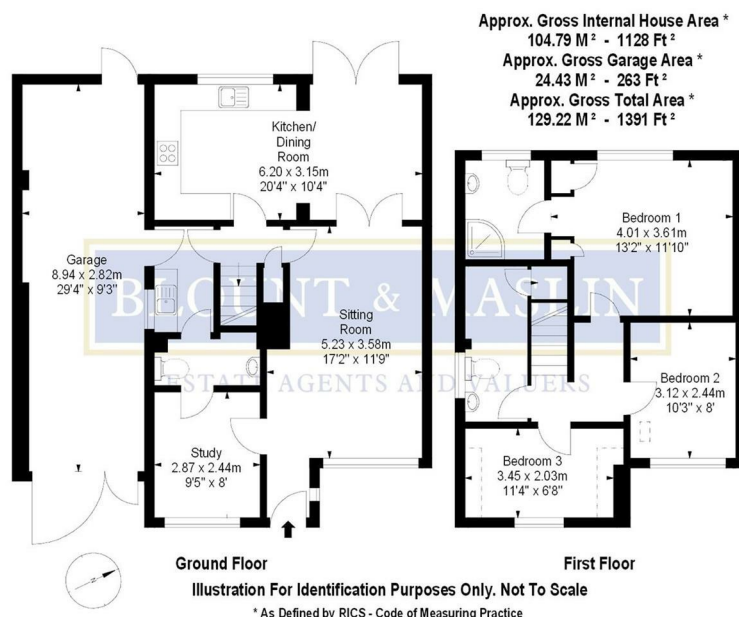 Approx. Gross Internal House Area *
104.79 M² - 1128 Ft²
Approx. Gross Garage Area *
24.43 M² - 263 Ft²
Approx. Gross Total Area *
129.22 M² - 1391 Ft²
Kitchen/
Dining
Room
6.20 x 3.15m
20'4" x 10'4"
Bedroom 1
4.01 x 3.61m
13'2" x 11'10"
Garage
8.94 x 2.82m
29'4" x 9'3"
BLOUNT & MASLIN
Sitting
Room
5.23 x 3.58m
17'2" x 11'9"
ESTATE AGENTS AND VALUERS
Bedroom 2
3.12 x 2.44m
10'3" x 8'
Study
2.87 x 2.44m
9'5" x 8'
Bedroom 3
3.45 x 2.03m
11'4" x 6'8"
N
Ground Floor
First Floor
Illustration For Identification Purposes Only. Not To Scale
* As Defined by RICS - Code of Measuring Practice